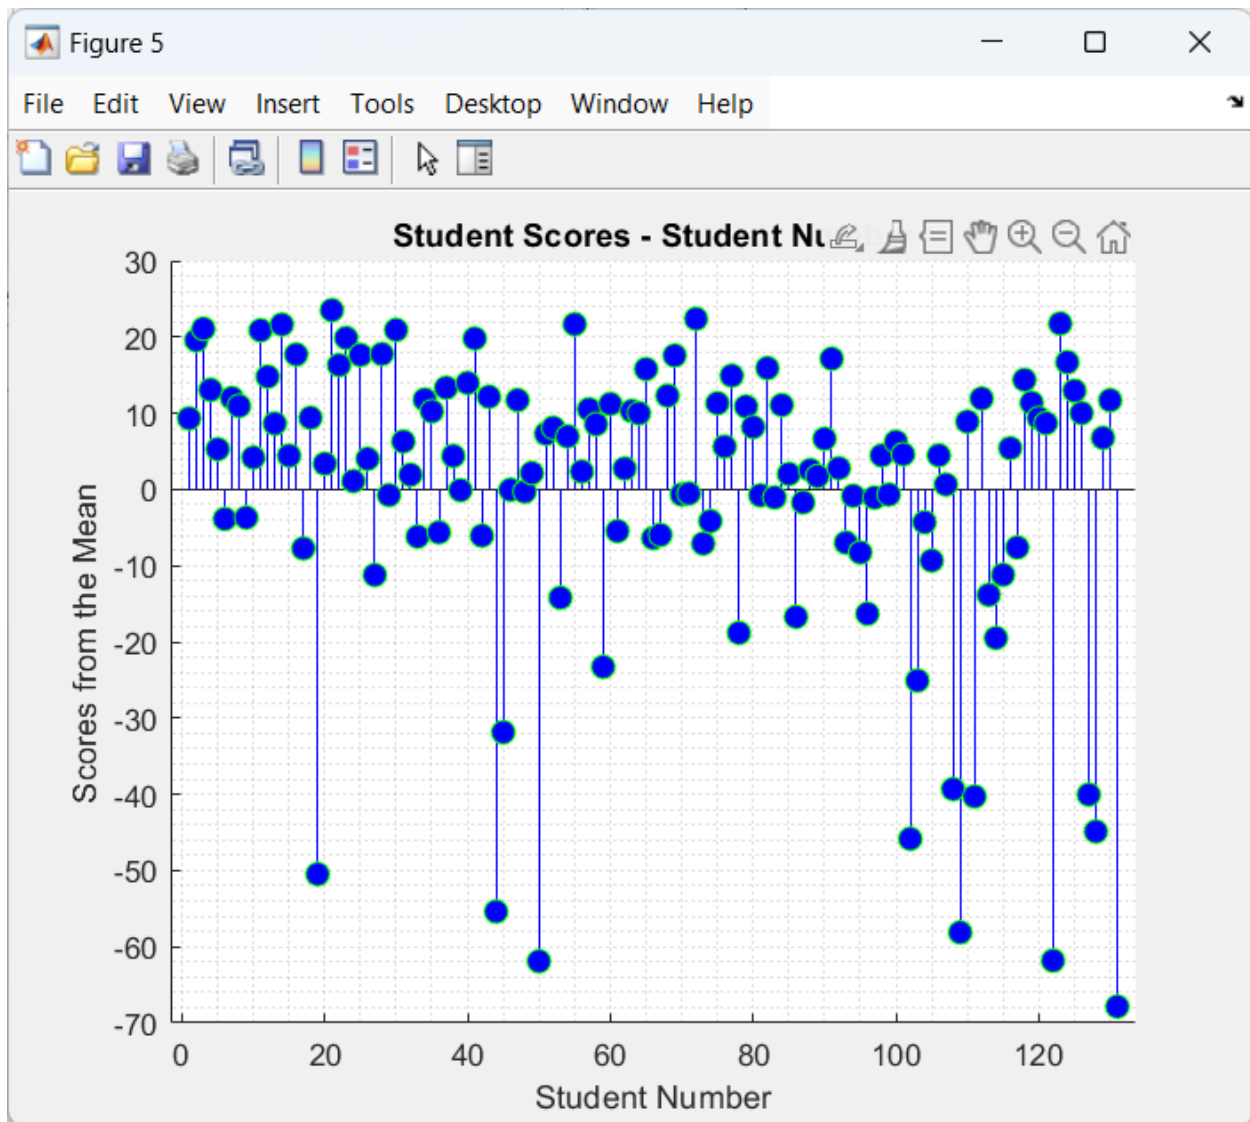 Figure 5
File Edit View Insert Tools Desktop Window Help
Student Scores - Student Nu
30
20
10
0
-10
-20
-30
-40
-50
-60
-70
Scores from the Mean
0 20 40 60 80 100 120
Student Number